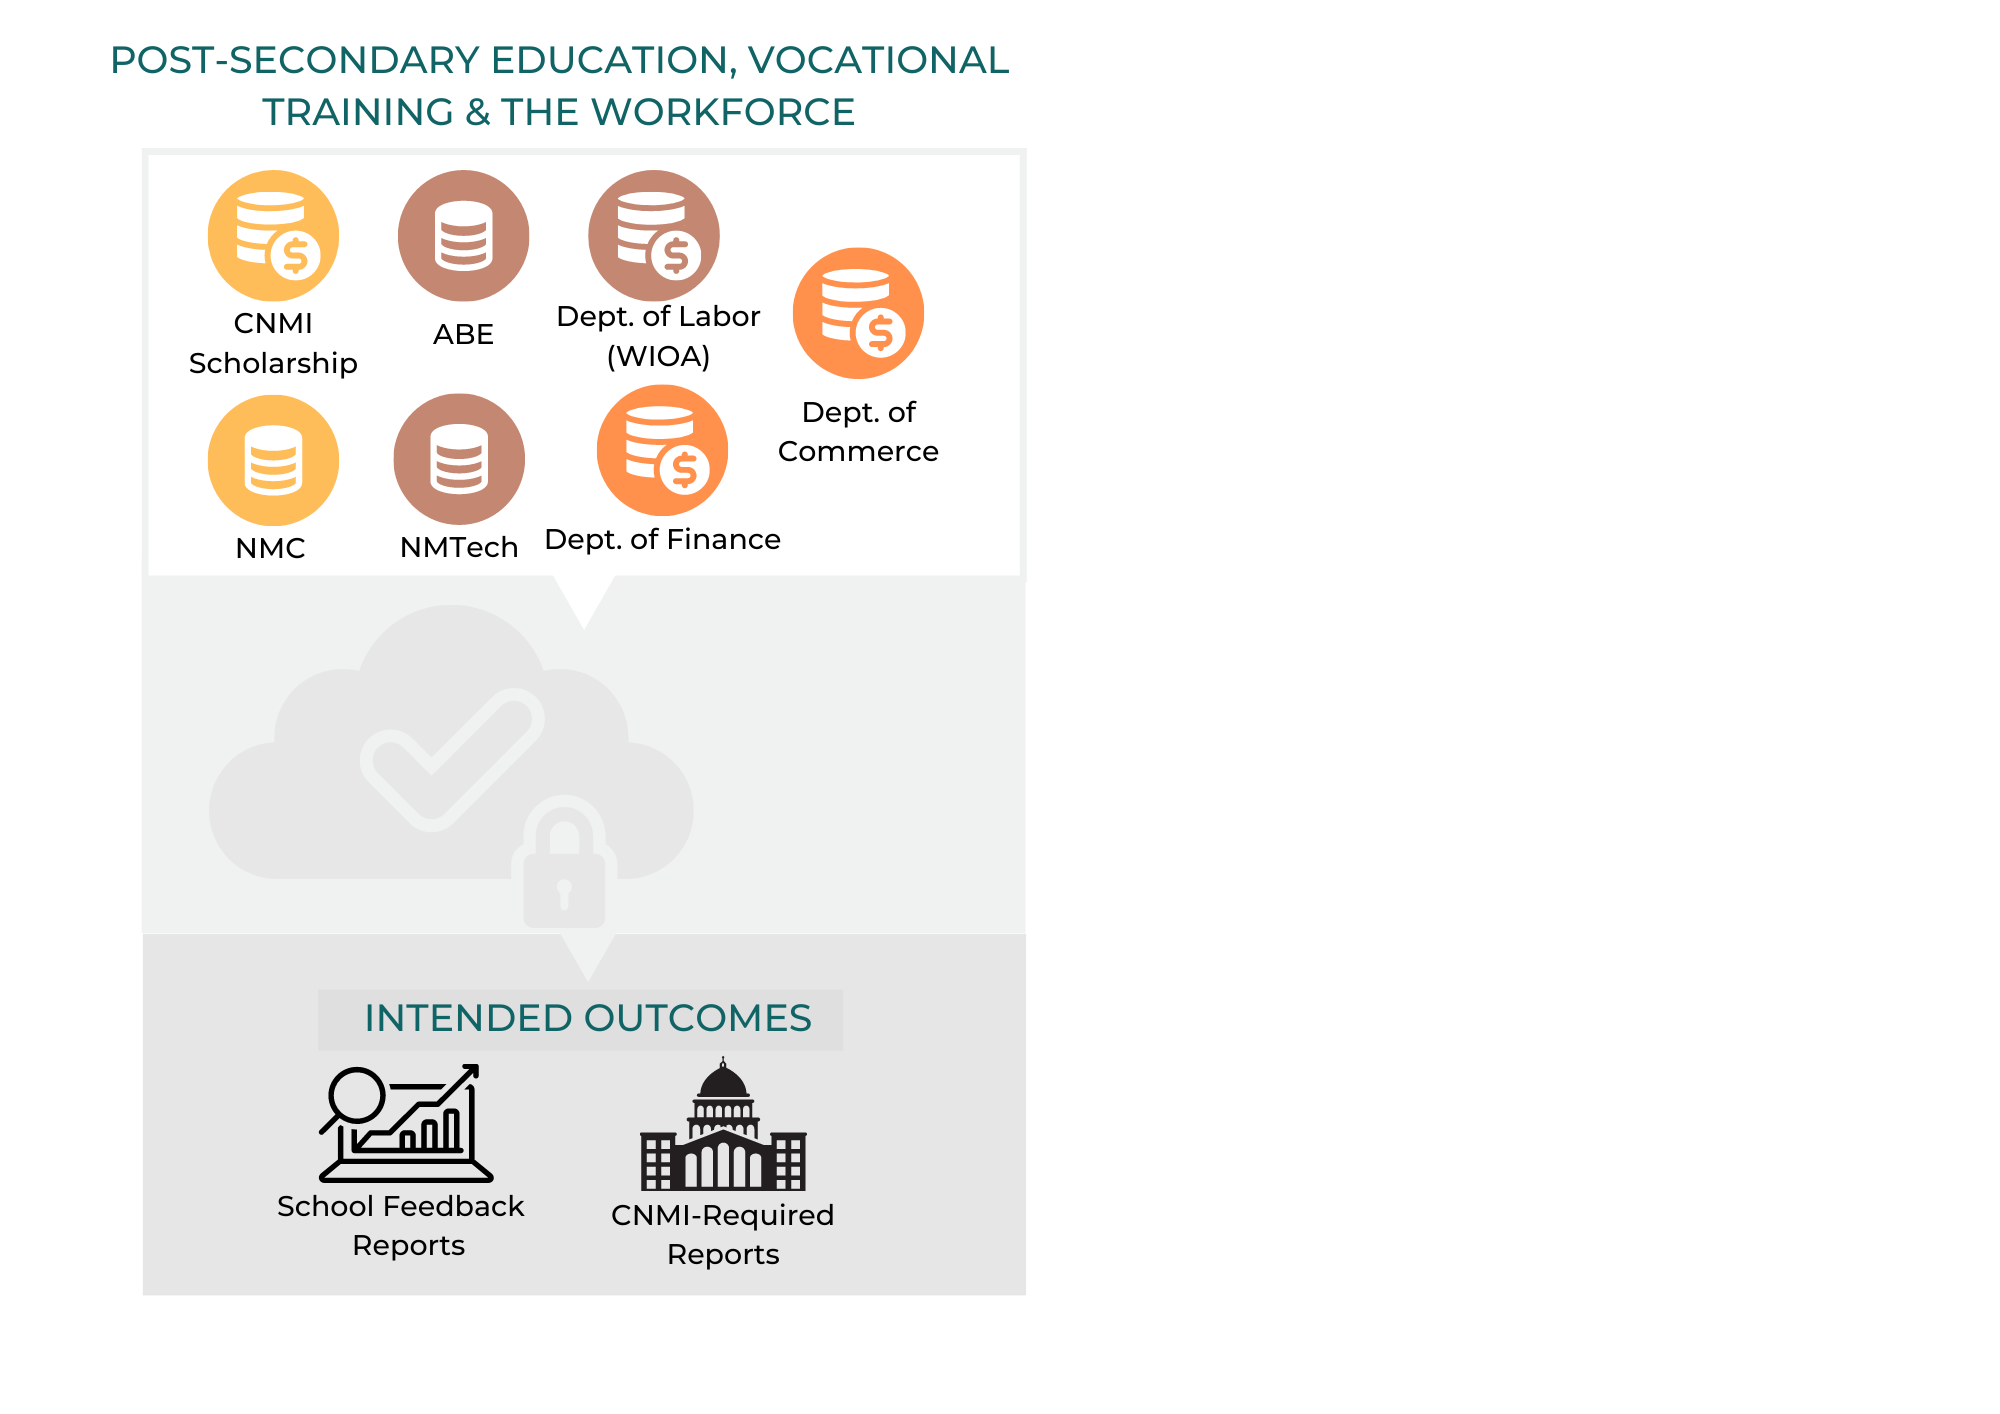 POST-SECONDARY EDUCATION, VOCATIONAL
TRAINING & THE WORKFORCE
CNMI
Scholarship
ABE
Dept. of Labor
(WIOA)
Dept. of
Commerce
NMC
NMTech
Dept. of Finance
INTENDED OUTCOMES
School Feedback
Reports
CNMI-Required
Reports